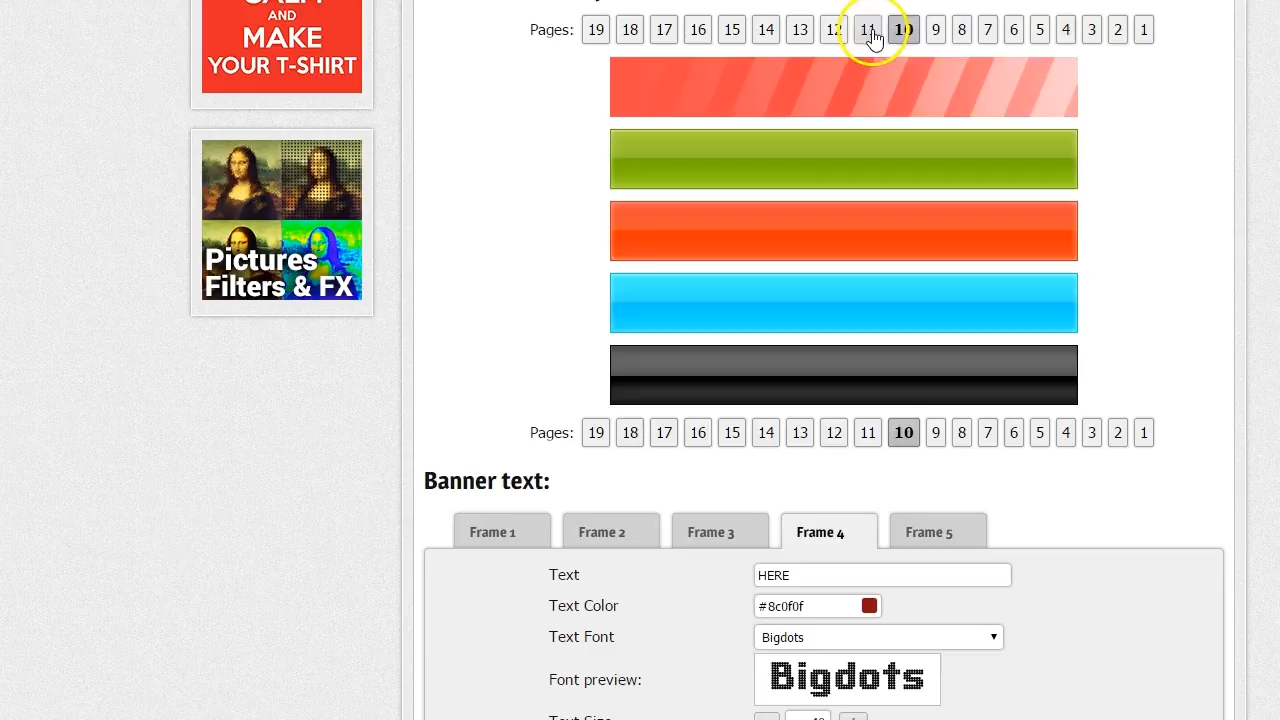 AND
MAKE
YOUR T-SHIRT
Pictures
Filters & FX
Pages: 19 18 17 16 15 14 13 12 11 10 9 8 7 6 5 4 3 2 1
Pages: 19 18 17 16 15 14 13 12 11 10 9 8 7 6 5 4 3 2 1
Banner text:
Frame 1 Frame 2 Frame 3 Frame 4 Frame 5
Text HERE
Text Color #8c0f0f
Text Font Bigdots
Font preview: Bigdots